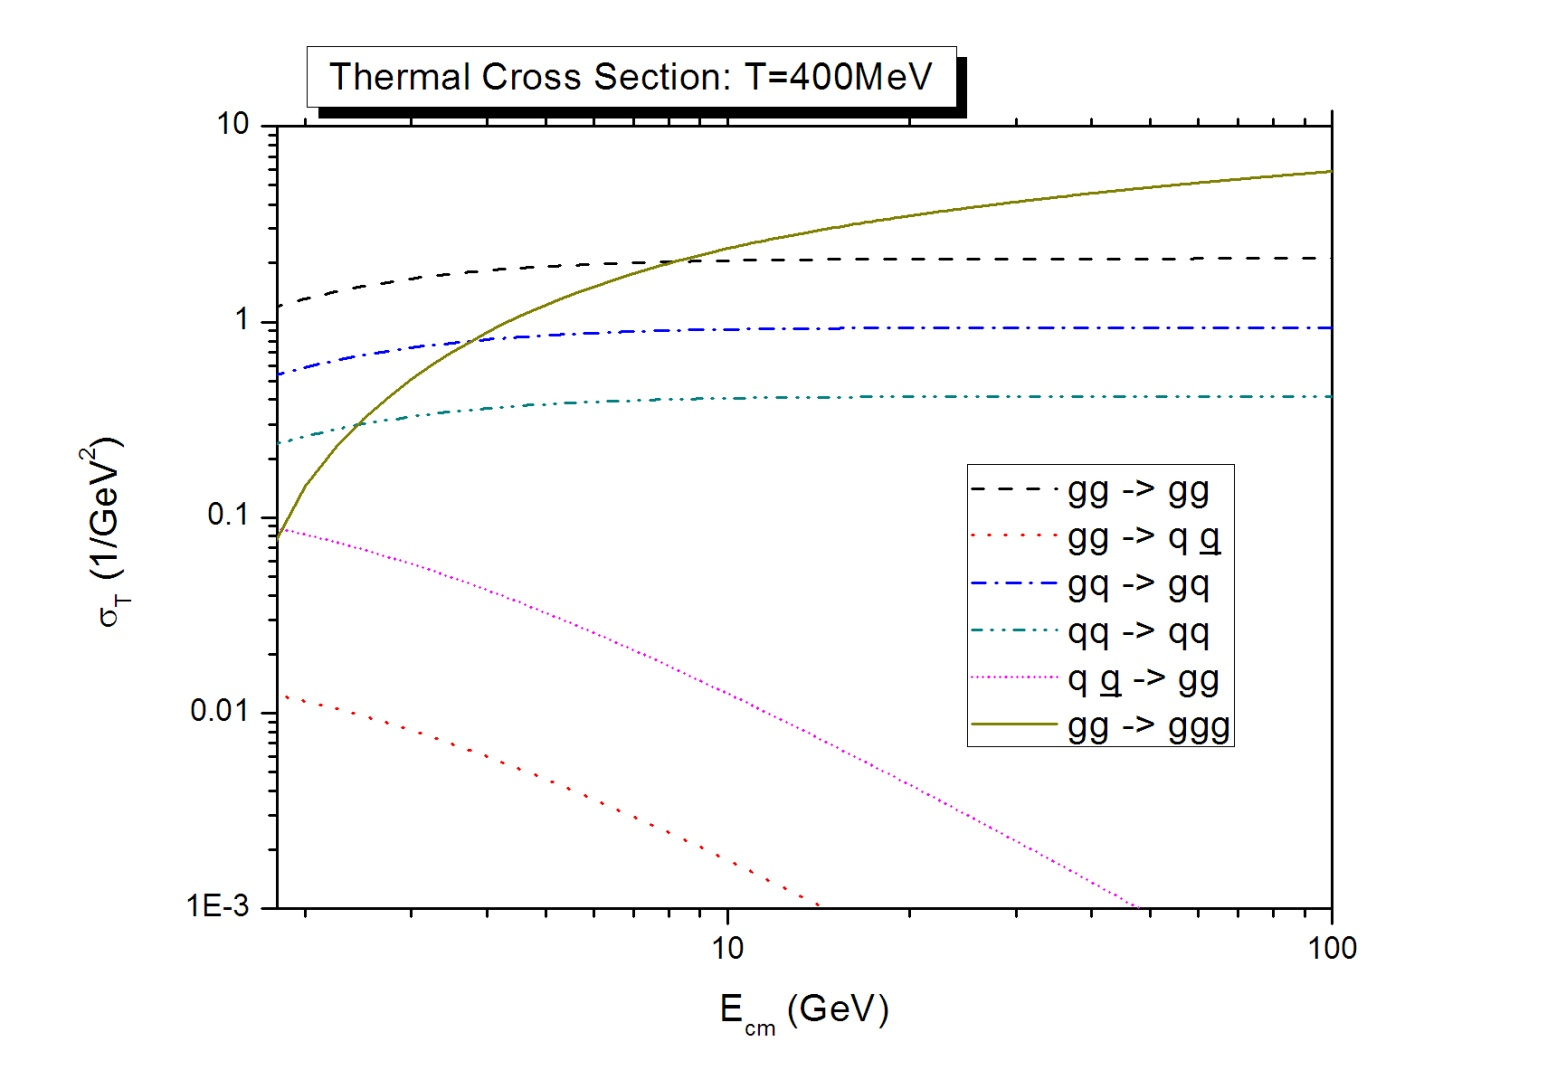 Thermal Cross Section: T=400MeV
10
1
0.1
0.01
1E-3
σT (1/GeV2)
gg -> gg
gg -> q q
gq -> gq
qq -> qq
q q -> gg
gg -> ggg
10
100
Ecm (GeV)